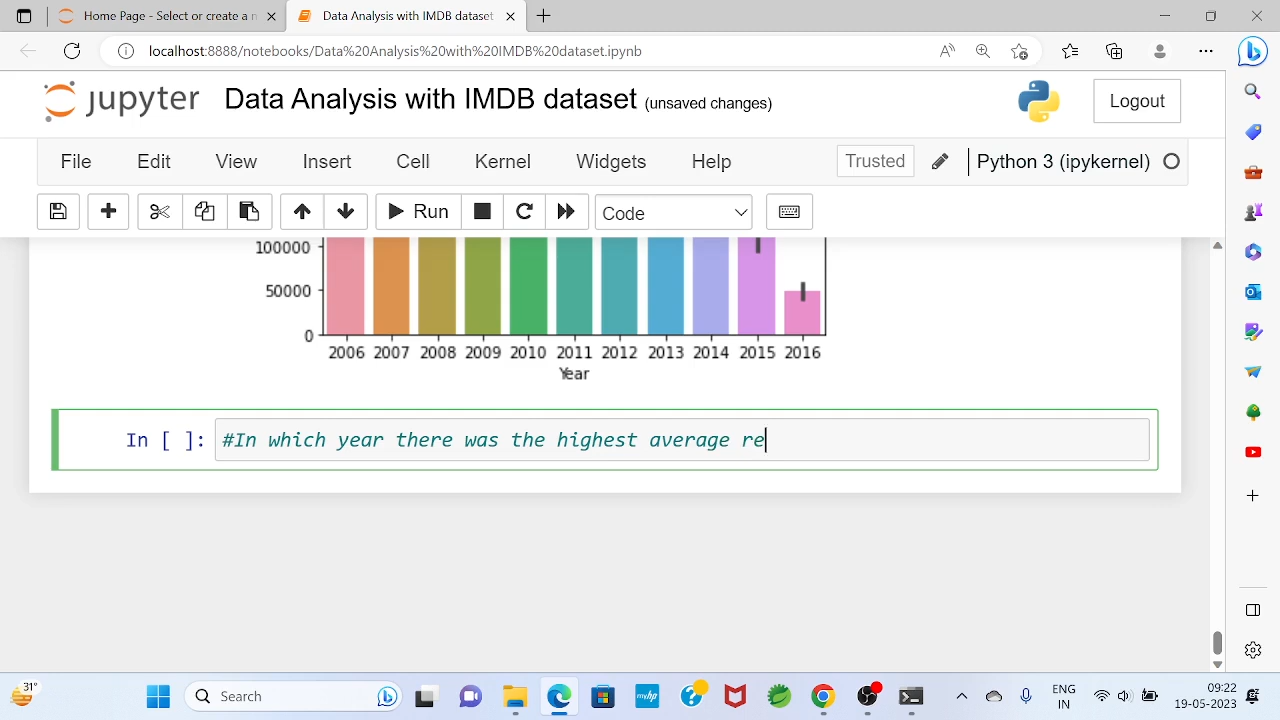 Home Page - Select or create a n
Data Analysis with IMDB dataset
localhost:8888/notebooks/Data%20Analysis%20with%20IMDB%20dataset.ipynb
jupyter Data Analysis with IMDB dataset (unsaved changes)
Logout
File Edit View Insert Cell Kernel Widgets Help Trusted Python 3 (ipykernel)
Run Code
100000
50000
0
2006 2007 2008 2009 2010 2011 2012 2013 2014 2015 2016
Year
In [ ]: #In which year there was the highest average re
31°
Search
myhp
ENG
IN
09:22
19-05-2023